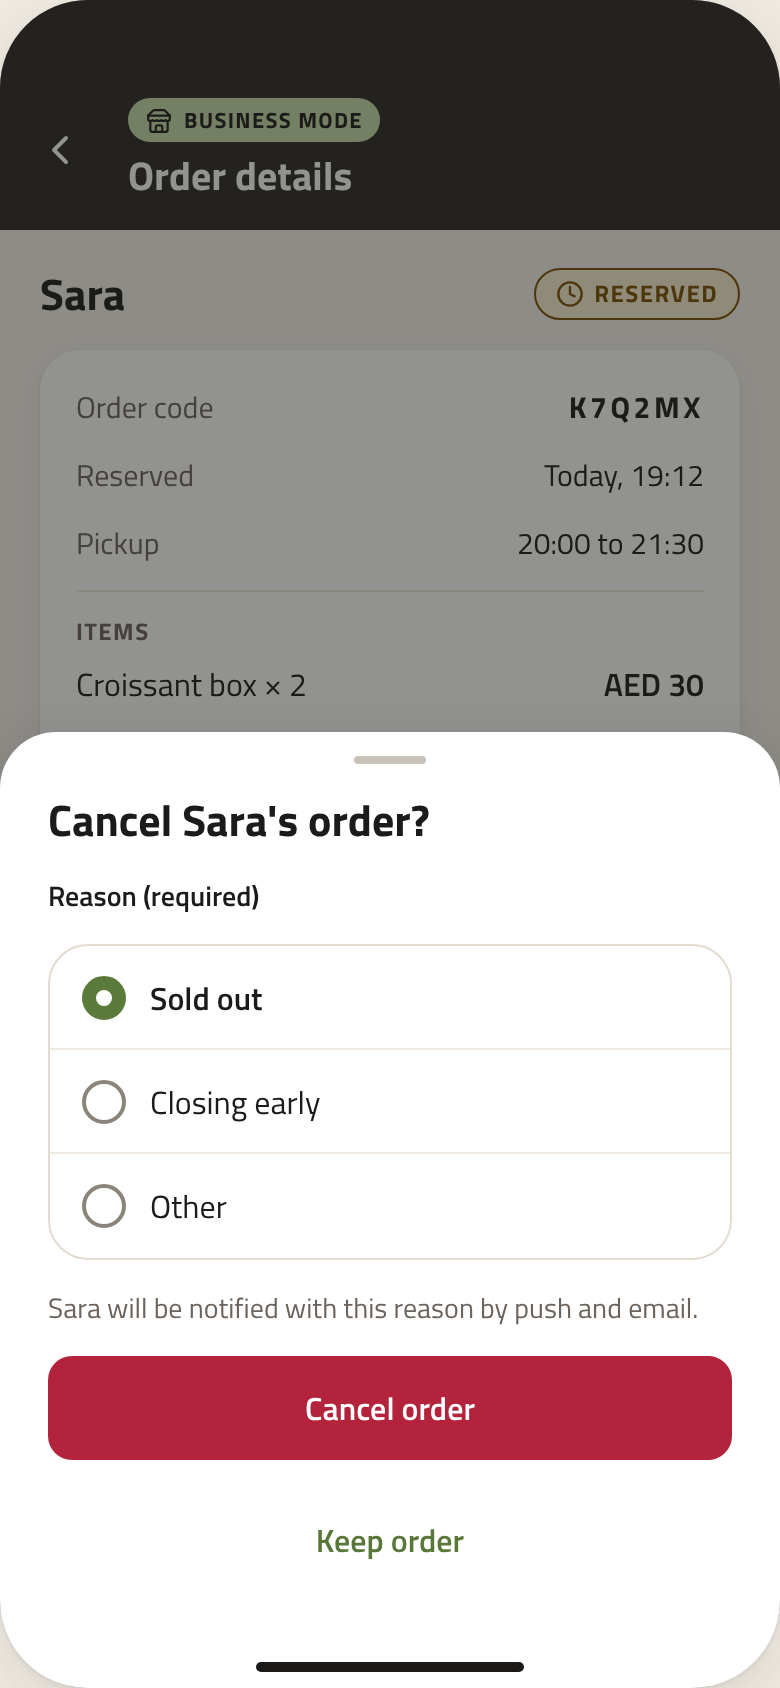 BUSINESS MODE
Order details
Sara
RESERVED
Order code K7Q2MX
Reserved Today, 19:12
Pickup 20:00 to 21:30
ITEMS
Croissant box × 2 AED 30
Cancel Sara's order?
Reason (required)
Sold out
Closing early
Other
Sara will be notified with this reason by push and email.
Cancel order
Keep order